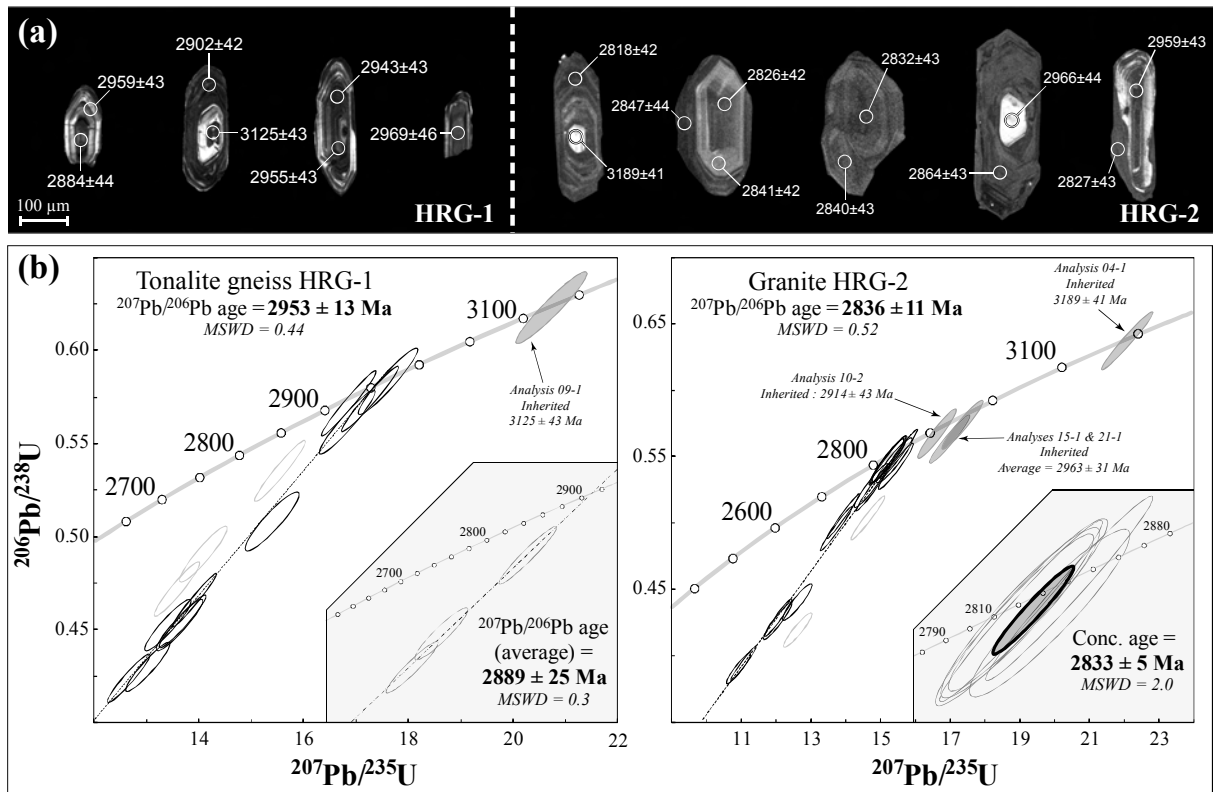 (a)
2902±42
2959±43
2943±43
3125±43
2969±46
2884±44
2955±43
100 µm
HRG-1
2818±42
2826±42
2832±43
2966±44
2959±43
2847±44
3189±41
2841±42
2840±43
2864±43
2827±43
HRG-2
(b)
Tonalite gneiss HRG-1
²⁰⁷Pb/²⁰⁶Pb age = 2953 ± 13 Ma
MSWD = 0.44
3100
2900
2800
2700
Analysis 09-1
Inherited
3125 ± 43 Ma
0.60
0.55
0.50
0.45
²⁰⁶Pb/²³⁸U
2900
2800
2700
²⁰⁷Pb/²⁰⁶Pb age
(average) =
2889 ± 25 Ma
MSWD = 0.3
14 16 18 20 22
²⁰⁷Pb/²³⁵U
Granite HRG-2
²⁰⁷Pb/²⁰⁶Pb age = 2836 ± 11 Ma
MSWD = 0.52
Analysis 04-1
Inherited
3189 ± 41 Ma
3100
Analysis 10-2
Inherited : 2914 ± 43 Ma
2800
2600
Analyses 15-1 & 21-1
Inherited
Average = 2963 ± 31 Ma
0.65
0.55
0.45
2880
2810
2790
Conc. age =
2833 ± 5 Ma
MSWD = 2.0
11 13 15 17 19 21 23
²⁰⁷Pb/²³⁵U